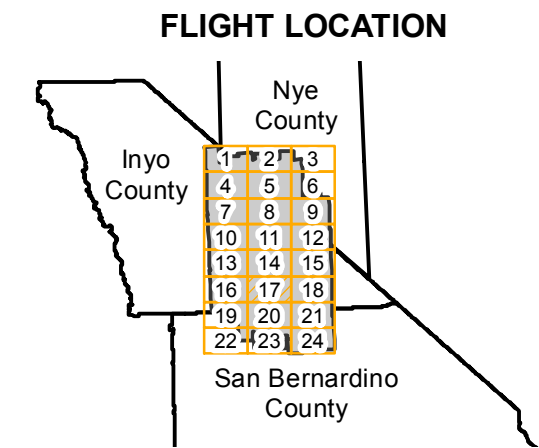 FLIGHT LOCATION
Nye
County
Inyo
County
1 2 3
4 5 6
7 8 9
10 11 12
13 14 15
16 17 18
19 20 21
22 23 24
San Bernardino
County